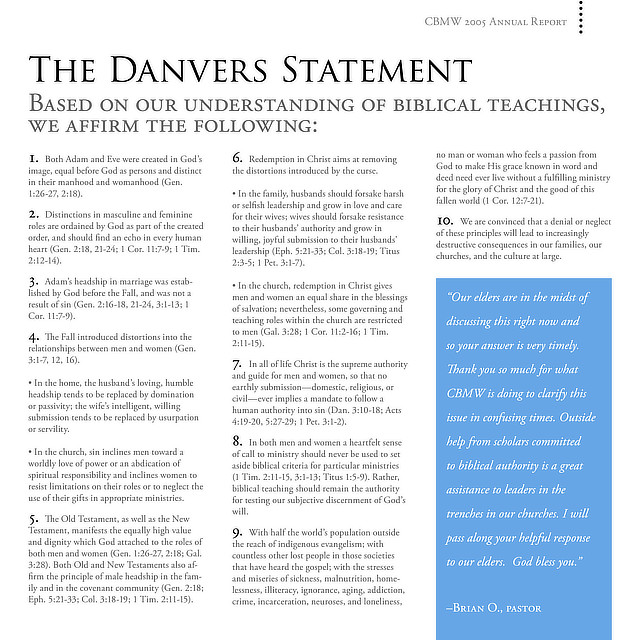 CBMW 2005 Annual Report
The Danvers Statement
Based on our understanding of biblical teachings,
we affirm the following:
1. Both Adam and Eve were created in God's
image, equal before God as persons and distinct
in their manhood and womanhood (Gen.
1:26-27, 2:18).
2. Distinctions in masculine and feminine
roles are ordained by God as part of the created
order, and should find an echo in every human
heart (Gen. 2:18, 21-24; 1 Cor. 11:7-9; 1 Tim.
2:12-14).
3. Adam's headship in marriage was estab-
lished by God before the Fall, and was not a
result of sin (Gen. 2:16-18, 21-24, 3:1-13; 1
Cor. 11:7-9).
4. The Fall introduced distortions into the
relationships between men and women (Gen.
3:1-7, 12, 16).
• In the home, the husband's loving, humble
headship tends to be replaced by domination
or passivity; the wife's intelligent, willing
submission tends to be replaced by usurpation
or servility.
• In the church, sin inclines men toward a
worldly love of power or an abdication of
spiritual responsibility and inclines women to
resist limitations on their roles or to neglect the
use of their gifts in appropriate ministries.
5. The Old Testament, as well as the New
Testament, manifests the equally high value
and dignity which God attached to the roles of
both men and women (Gen. 1:26-27, 2:18; Gal.
3:28). Both Old and New Testaments also af-
firm the principle of male headship in the fam-
ily and in the covenant community (Gen. 2:18;
Eph. 5:21-33; Col. 3:18-19; 1 Tim. 2:11-15).
6. Redemption in Christ aims at removing
the distortions introduced by the curse.
• In the family, husbands should forsake harsh
or selfish leadership and grow in love and care
for their wives; wives should forsake resistance
to their husbands' authority and grow in
willing, joyful submission to their husbands'
leadership (Eph. 5:21-33; Col. 3:18-19; Titus
2:3-5; 1 Pet. 3:1-7).
• In the church, redemption in Christ gives
men and women an equal share in the blessings
of salvation; nevertheless, some governing and
teaching roles within the church are restricted
to men (Gal. 3:28; 1 Cor. 11:2-16; 1 Tim.
2:11-15).
7. In all of life Christ is the supreme authority
and guide for men and women, so that no
earthly submission—domestic, religious, or
civil—ever implies a mandate to follow a
human authority into sin (Dan. 3:10-18; Acts
4:19-20, 5:27-29; 1 Pet. 3:1-2).
8. In both men and women a heartfelt sense
of call to ministry should never be used to set
aside biblical criteria for particular ministries
(1 Tim. 2:11-15, 3:1-13; Titus 1:5-9). Rather,
biblical teaching should remain the authority
for testing our subjective discernment of God's
will.
9. With half the world's population outside
the reach of indigenous evangelism; with
countless other lost people in those societies
that have heard the gospel; with the stresses
and miseries of sickness, malnutrition, home-
lessness, illiteracy, ignorance, aging, addiction,
crime, incarceration, neuroses, and loneliness,
no man or woman who feels a passion from
God to make His grace known in word and
deed need ever live without a fulfilling ministry
for the glory of Christ and the good of this
fallen world (1 Cor. 12:7-21).
10. We are convinced that a denial or neglect
of these principles will lead to increasingly
destructive consequences in our families, our
churches, and the culture at large.
"Our elders are in the midst of
discussing this right now and
so your answer is very timely.
Thank you so much for what
CBMW is doing to clarify this
issue in confusing times. Outside
help from scholars committed
to biblical authority is a great
assistance to leaders in the
trenches in our churches. I will
pass along your helpful response
to our elders. God bless you."
–Brian O., pastor